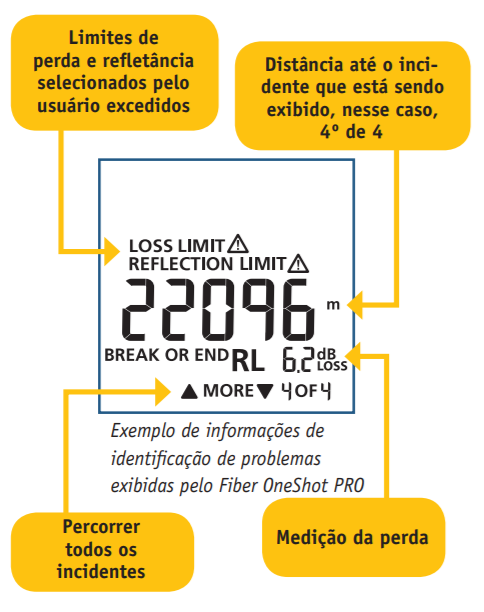 Limites de
perda e refletância
selecionados pelo
usuário excedidos
Distância até o inci-
dente que está sendo
exibido, nesse caso,
4º de 4
LOSS LIMIT⚠
REFLECTION LIMIT⚠
22096 m
BREAK OR END RL 6.2 dB LOSS
▲ MORE ▼ 4 OF 4
Exemplo de informações de
identificação de problemas
exibidas pelo Fiber OneShot PRO
Percorrer
todos os
incidentes
Medição da perda